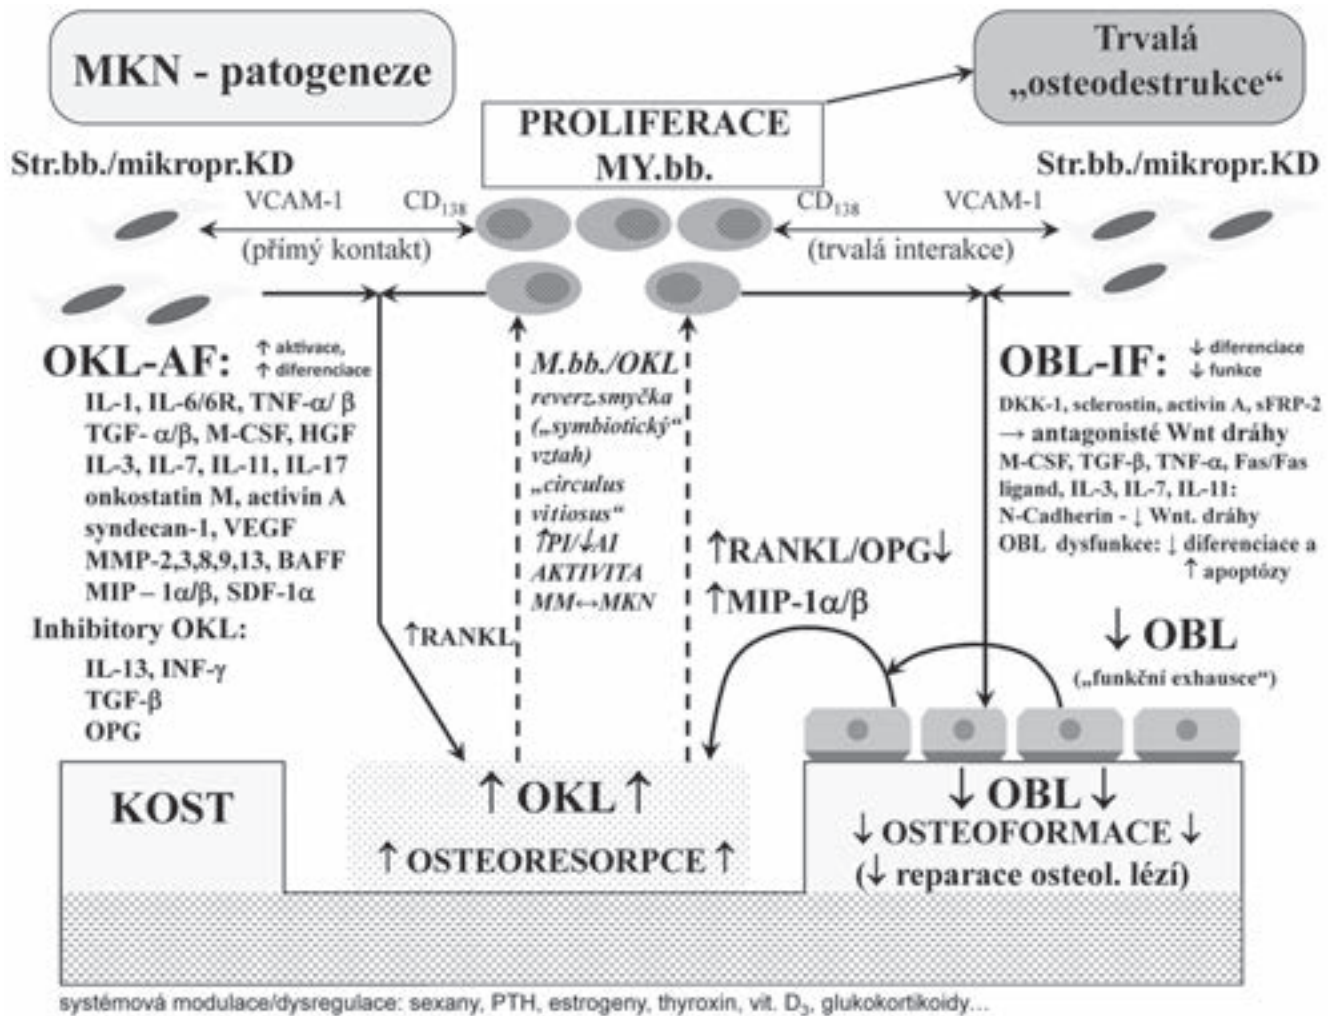 MKN - patogeneze
Trvalá
„osteodestrukce“
PROLIFERACE
MY.bb.
Str.bb./mikropr.KD
Str.bb./mikropr.KD
VCAM-1
CD138
CD138
VCAM-1
(přímý kontakt)
(trvalá interakce)
OKL-AF:
↑ aktivace,
↑ diferenciace
IL-1, IL-6/6R, TNF-α/ β
TGF- α/β, M-CSF, HGF
IL-3, IL-7, IL-11, IL-17
onkostatin M, activin A
syndecan-1, VEGF
MMP-2,3,8,9,13, BAFF
MIP – 1α/β, SDF-1α
Inhibitory OKL:
IL-13, INF-γ
TGF-β
OPG
↑RANKL
M.bb./OKL
reverz.smyčka
(„symbiotický“
vztah)
„circulus
vitiosus“
↑PI/↓AI
AKTIVITA
MM↔MKN
↑RANKL/OPG↓
↑MIP-1α/β
OBL-IF:
↓ diferenciace
↓ funkce
DKK-1, sclerostin, activin A, sFRP-2
→ antagonisté Wnt dráhy
M-CSF, TGF-β, TNF-α, Fas/Fas
ligand, IL-3, IL-7, IL-11:
N-Cadherin - ↓ Wnt. dráhy
OBL dysfunkce: ↓ diferenciace a
↑ apoptózy
↓ OBL
(„funkční exhausce“)
KOST
↑ OKL ↑
↑ OSTEORESORPCE ↑
↓ OBL ↓
↓ OSTEOFORMACE ↓
(↓ reparace osteol. lézí)
systémová modulace/dysregulace: sexany, PTH, estrogeny, thyroxin, vit. D3, glukokortikoidy...